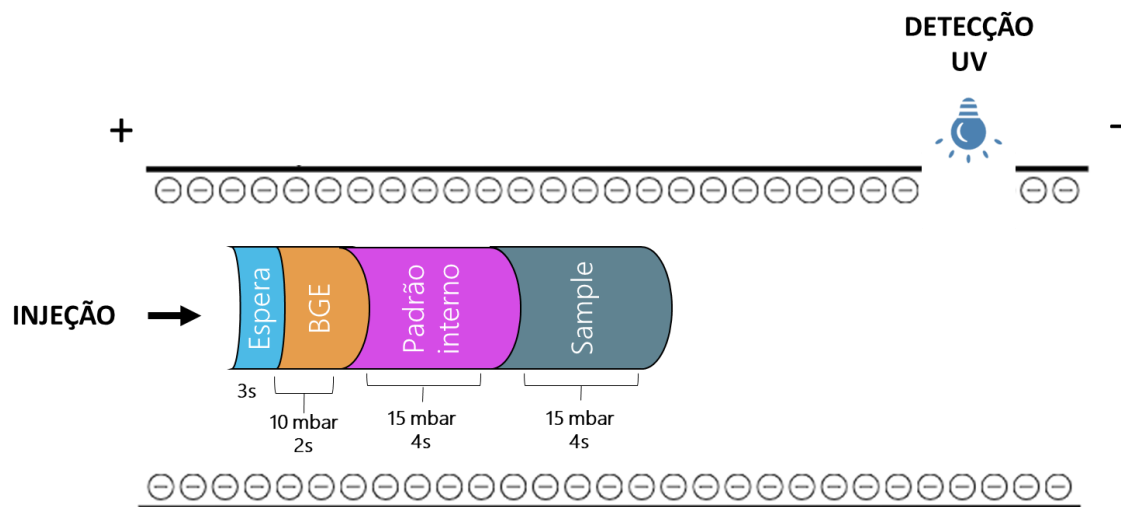 DETECÇÃO
UV
+
-
INJEÇÃO
Espera
BGE
Padrão
interno
Sample
3s
10 mbar
2s
15 mbar
4s
15 mbar
4s